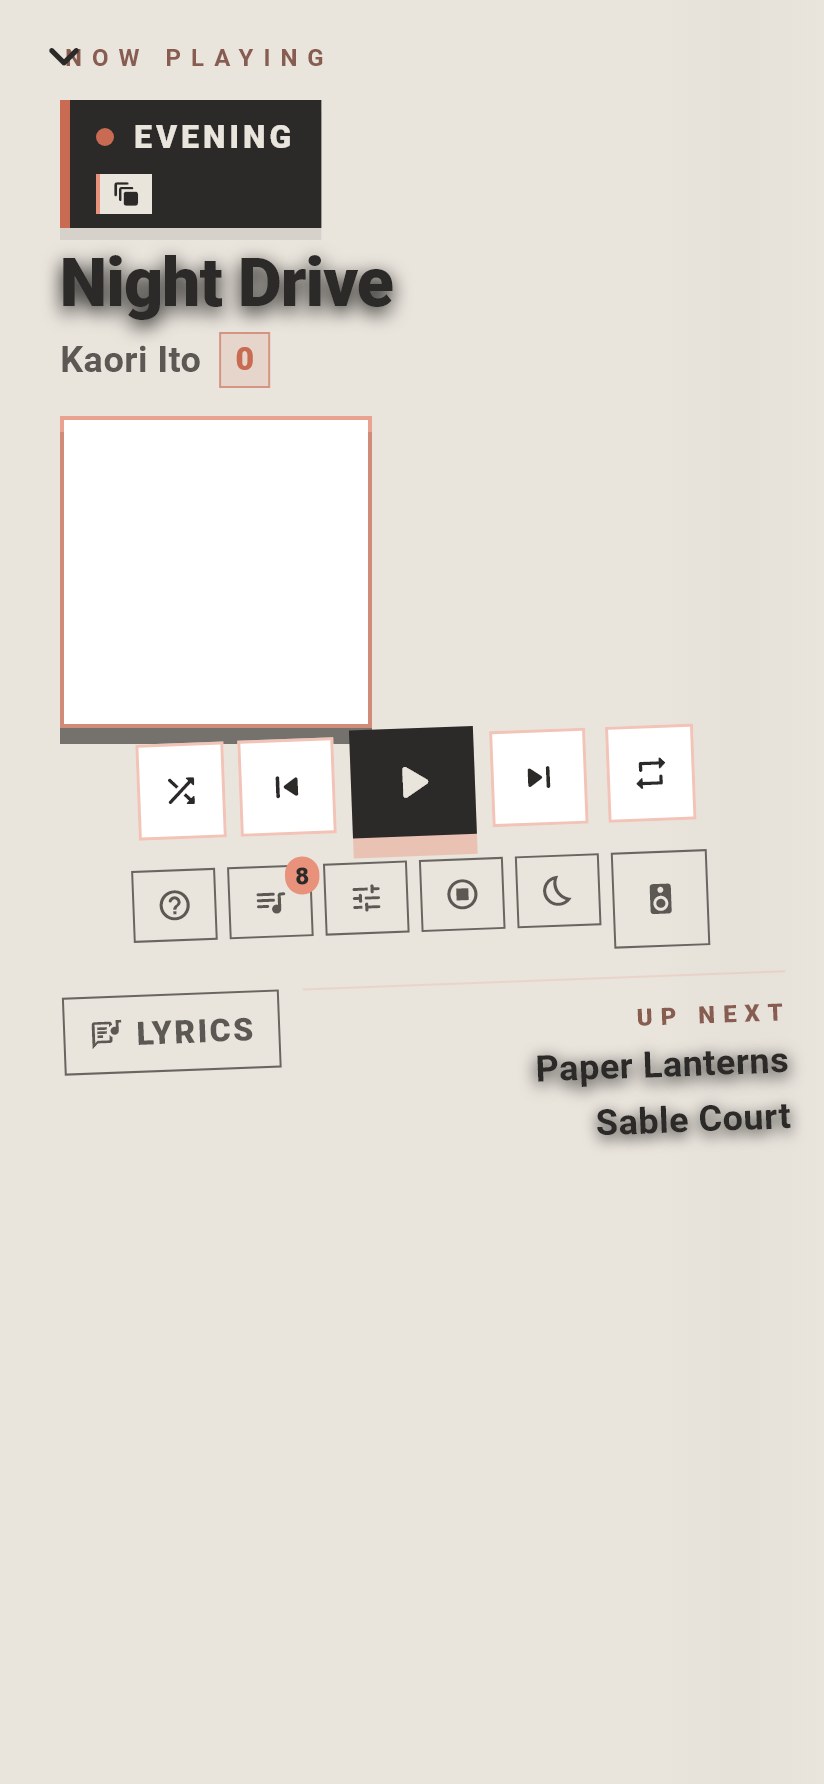 NOW PLAYING
EVENING
Night Drive
Kaori Ito 0
8
LYRICS
UP NEXT
Paper Lanterns
Sable Court